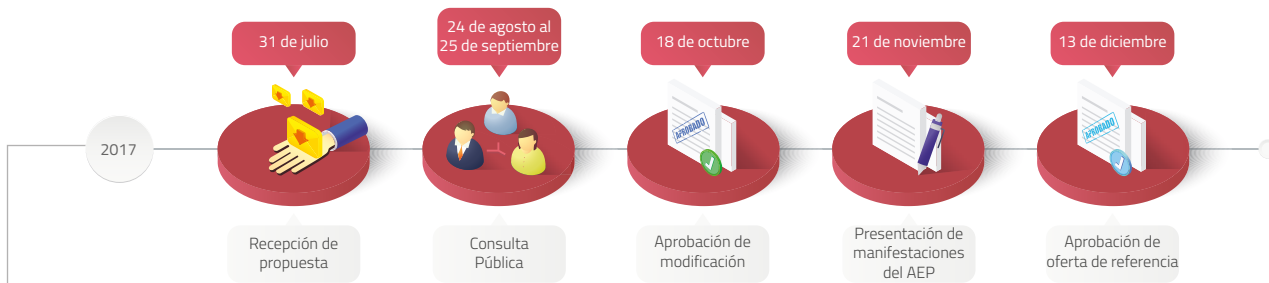 2017
31 de julio
Recepción de
propuesta
24 de agosto al
25 de septiembre
Consulta
Pública
18 de octubre
APROBADO
Aprobación de
modificación
21 de noviembre
Presentación de
manifestaciones
del AEP
13 de diciembre
APROBADO
Aprobación de
oferta de referencia